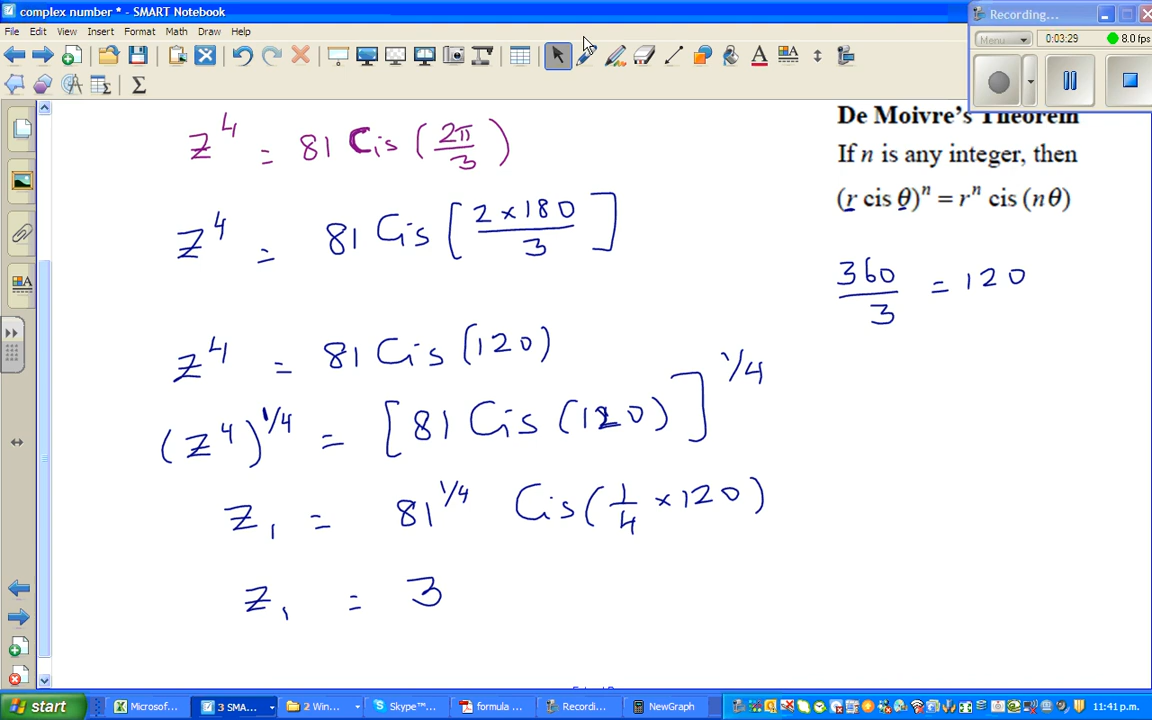 complex number * - SMART Notebook
Recording...
File Edit View Insert Format Math Draw Help
Menu 0:03:29 8.0 fps
z^4 = 81 Cis (2π/3)
De Moivre's Theorem
If n is any integer, then
(r cis θ)^n = r^n cis (nθ)
z^4 = 81 Cis [2 × 180 / 3]
360/3 = 120
z^4 = 81 Cis (120)
(z^4)^1/4 = [81 Cis (120)]^1/4
z_1 = 81^1/4 Cis (1/4 × 120)
z_1 = 3
start Microsof... 3 SMA... 2 Win... Skype™... formula ... Recordi... NewGraph 11:41 p.m.